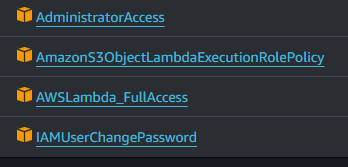 AdministratorAccess
AmazonS3ObjectLambdaExecutionRolePolicy
AWSLambda_FullAccess
IAMUserChangePassword